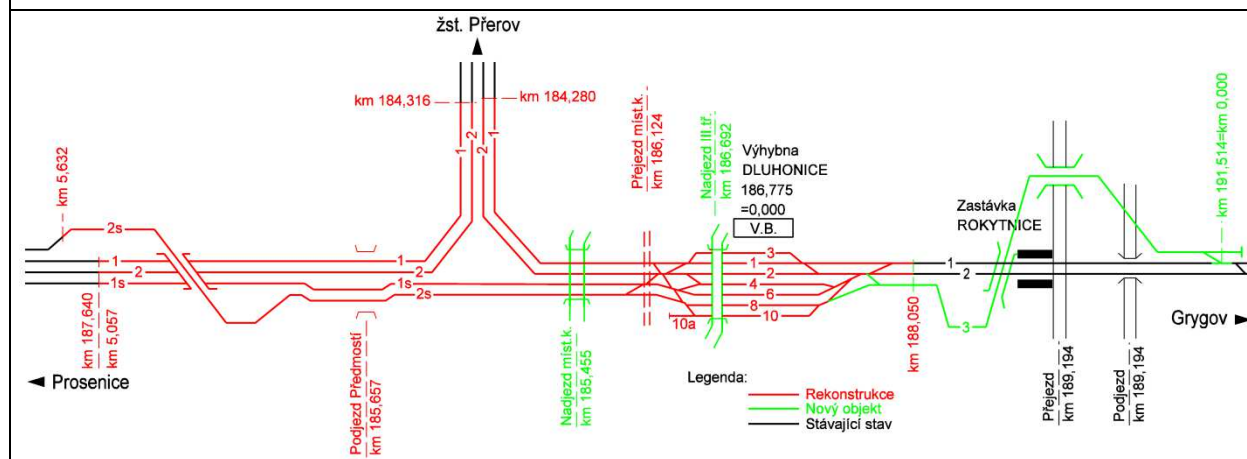 žst. Přerov
km 184,316
km 184,280
1
2
2
1
km 5,632
2s
1
2
1s
km 187,640
km 5,057
Prosenice
1
2
1s
2s
Podjezd Předmostí
km 185,657
Nadjezd míst.k.
km 185,455
Přejezd míst.k.
km 186,124
Nadjezd III.tř.
km 186,692
Výhybna
DLUHONICE
186,775
=0,000
V.B.
3
1
2
4
6
8
10
10a
km 188,050
1
2
3
Zastávka
ROKYTNICE
Přejezd
km 189,194
Podjezd
km 189,194
km 191,514=km 0,000
Grygov
Legenda:
Rekonstrukce
Nový objekt
Stávající stav